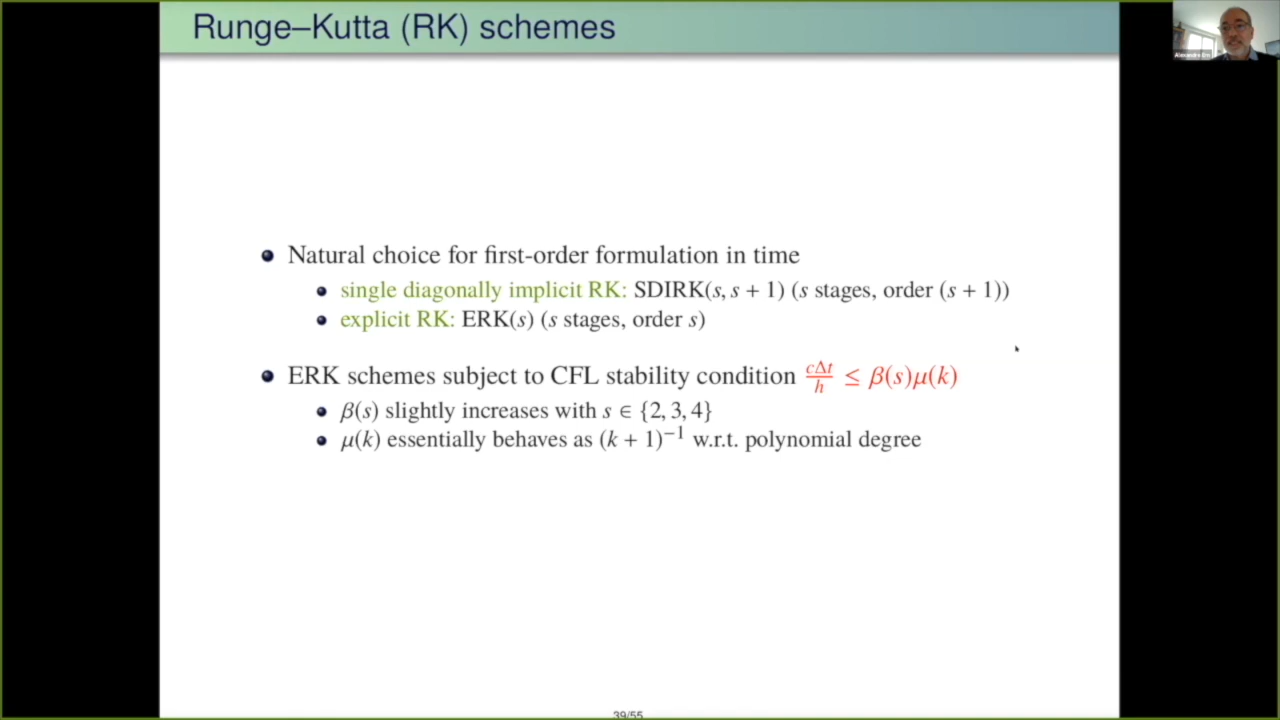 Runge–Kutta (RK) schemes
Natural choice for first-order formulation in time
single diagonally implicit RK: SDIRK(s, s + 1) (s stages, order (s + 1))
explicit RK: ERK(s) (s stages, order s)
ERK schemes subject to CFL stability condition cΔt/h ≤ β(s)μ(k)
β(s) slightly increases with s ∈ {2, 3, 4}
μ(k) essentially behaves as (k + 1)⁻¹ w.r.t. polynomial degree
39/55